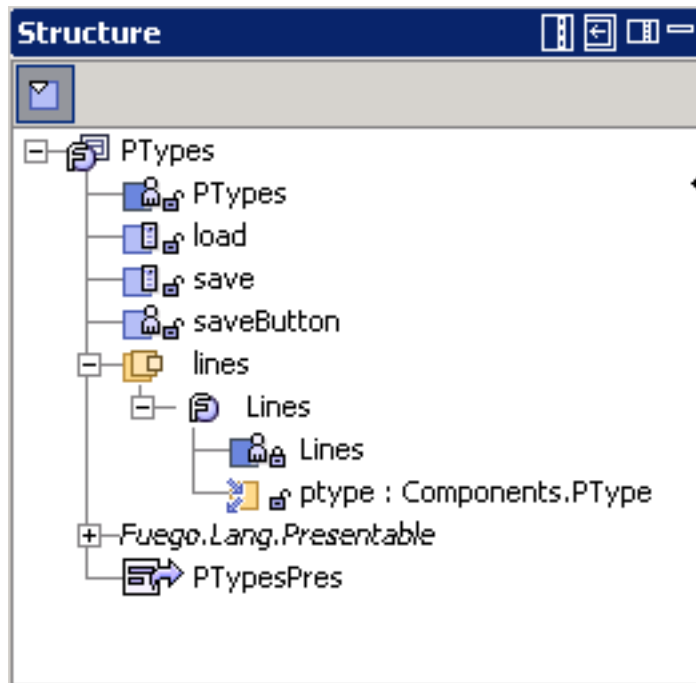 Structure
PTypes
PTypes
load
save
saveButton
lines
Lines
Lines
ptype : Components.PType
Fuego.Lang.Presentable
PTypesPres